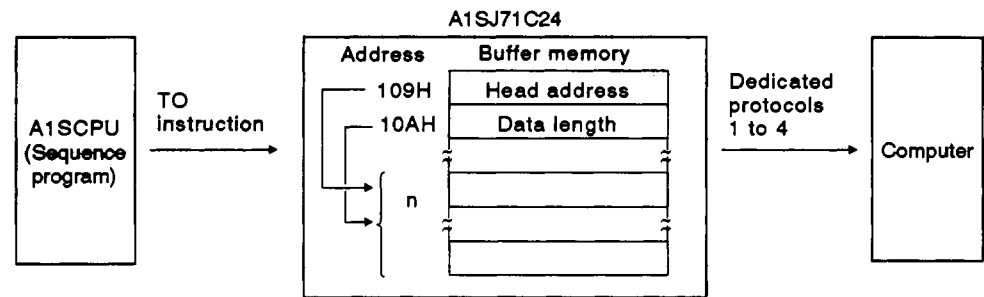 A1SJ71C24
Address Buffer memory
109H Head address
10AH Data length
n
A1SCPU
(Sequence
program)
TO
instruction
Dedicated
protocols
1 to 4
Computer